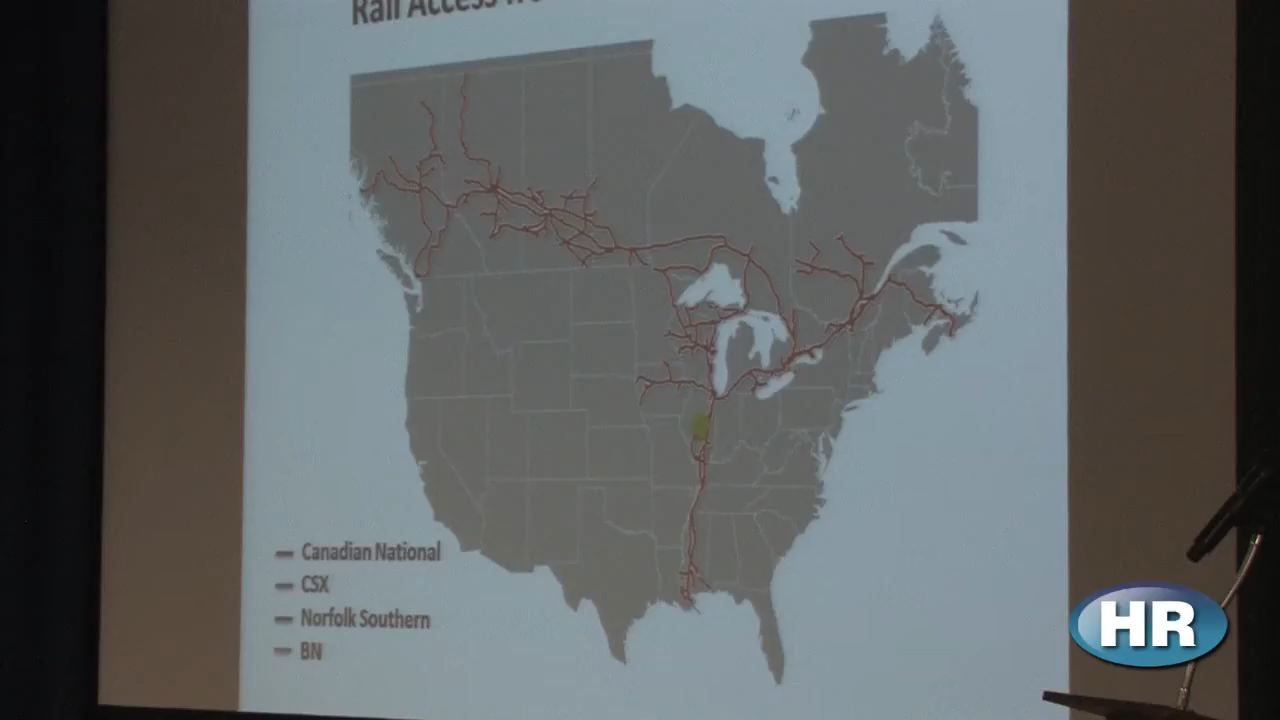 Rail Access
Canadian National
CSX
Norfolk Southern
BN
HR